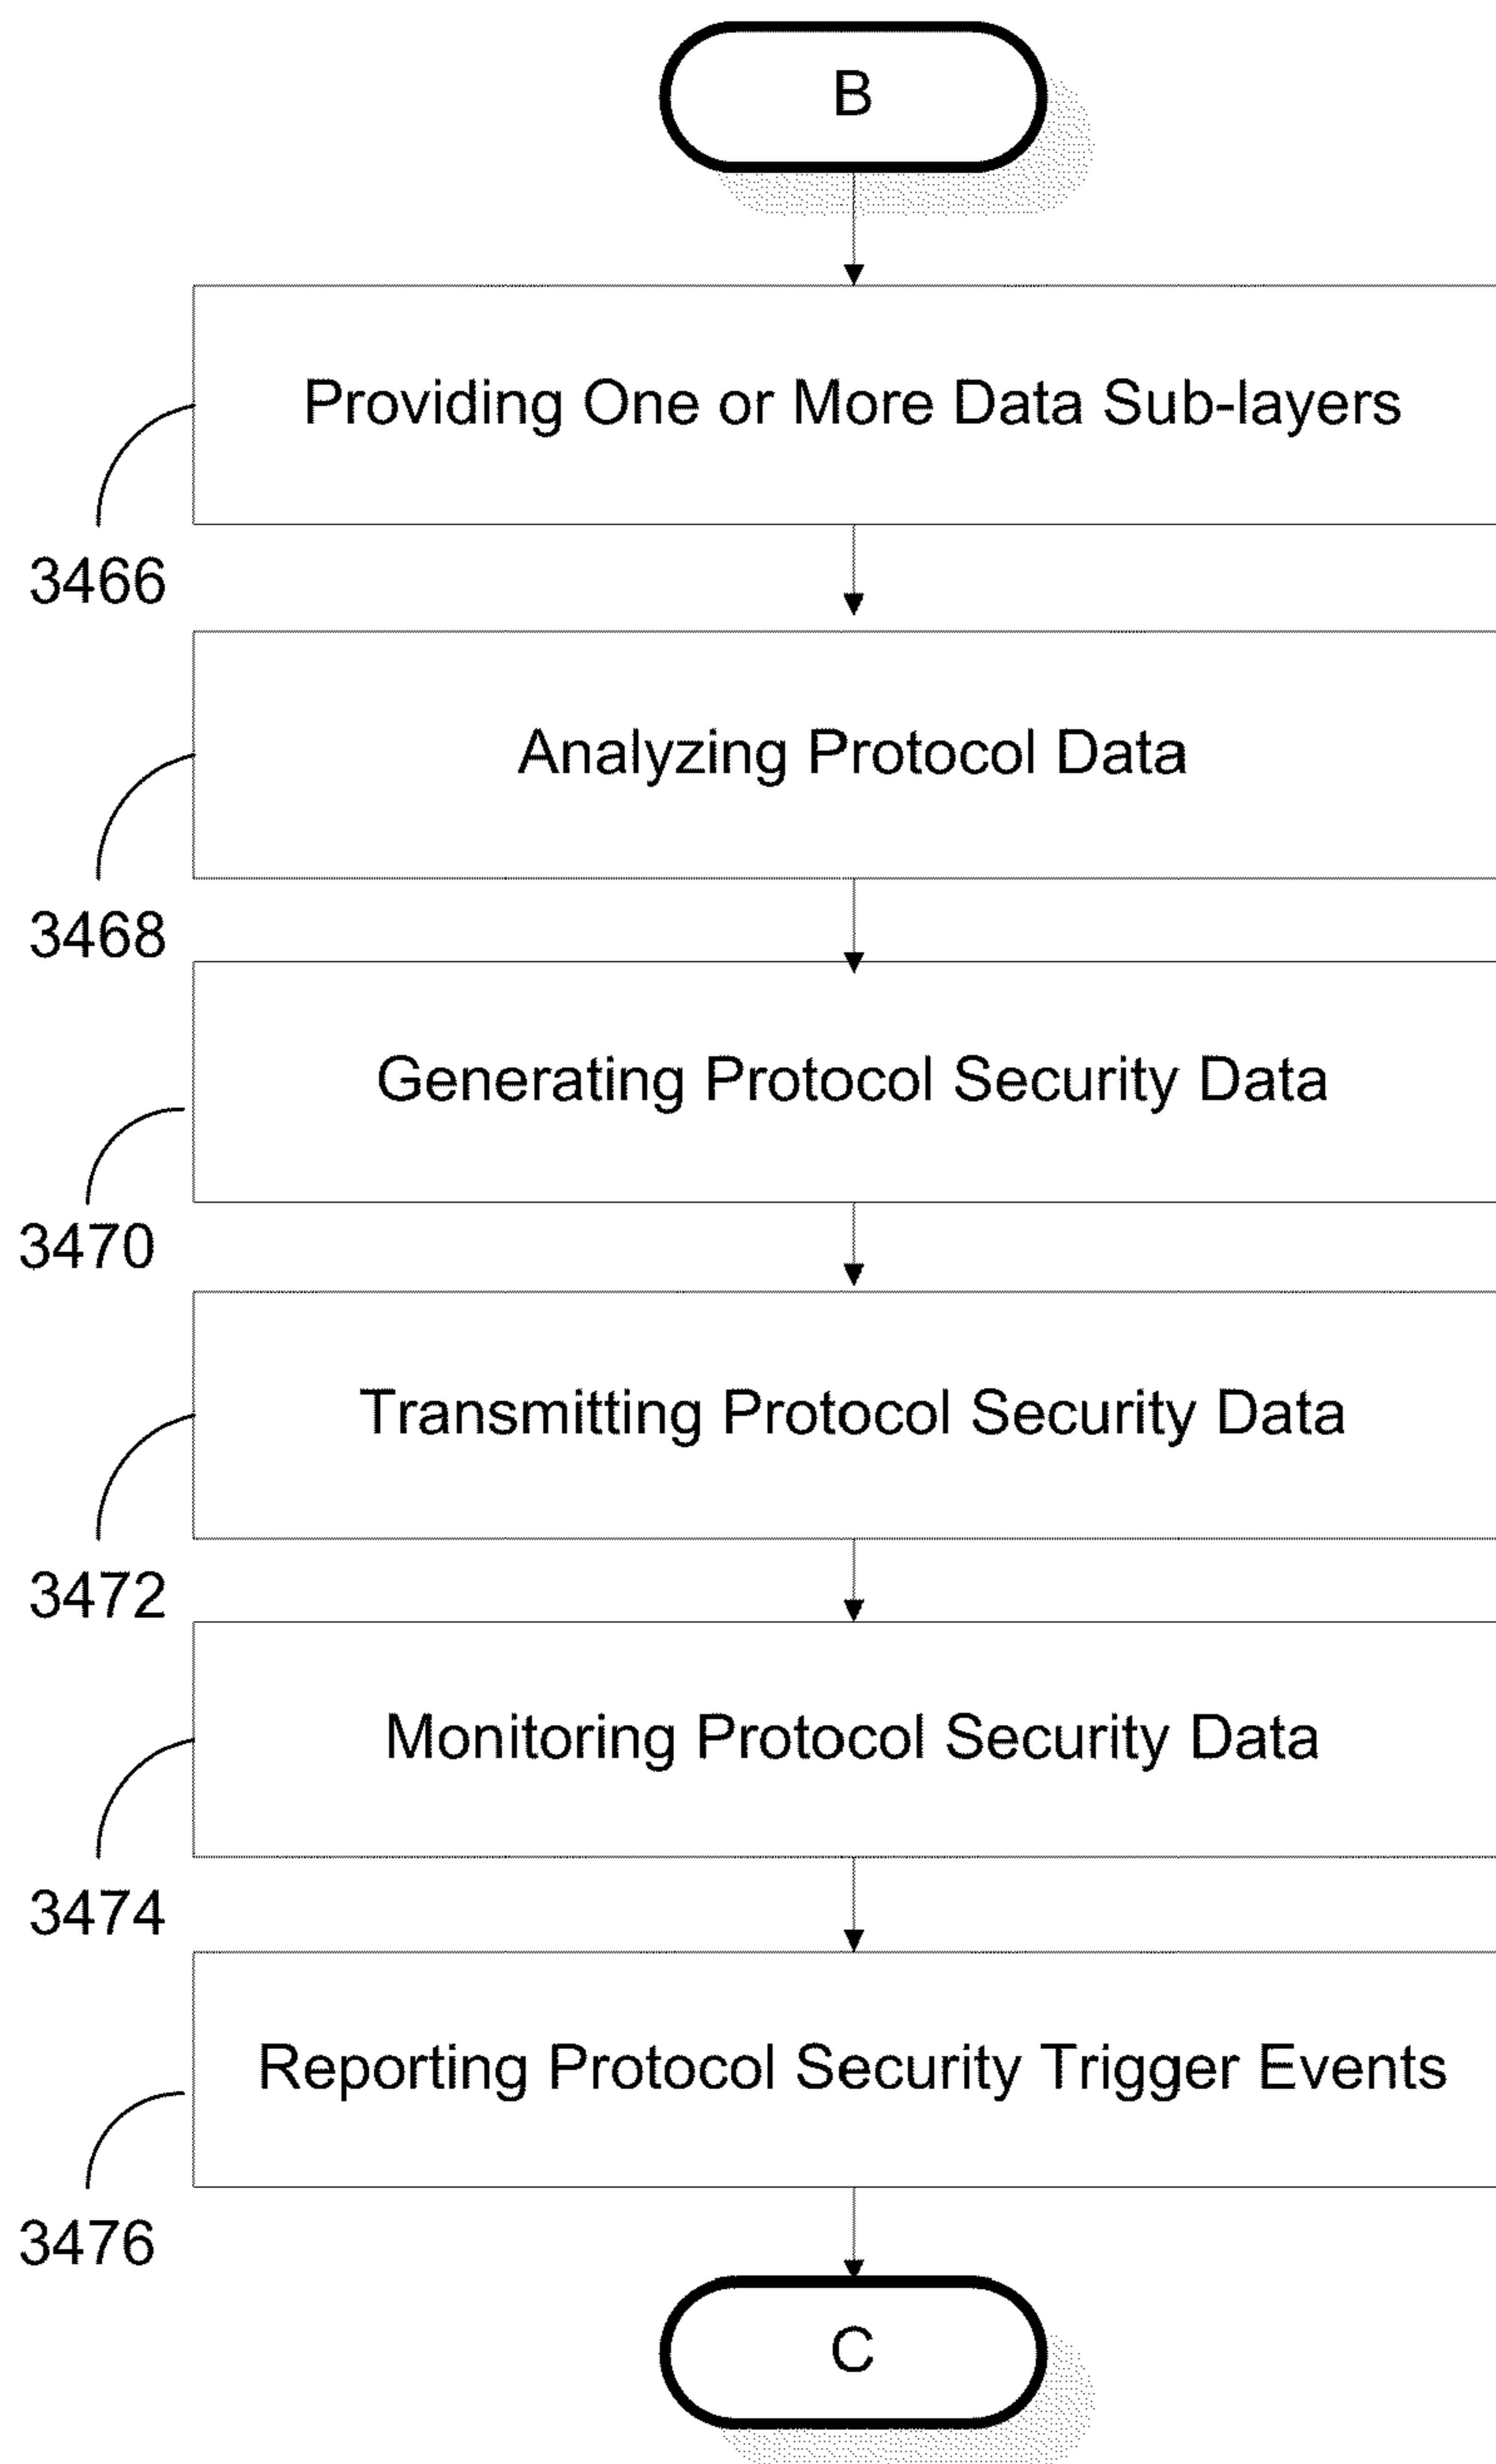 B
Providing One or More Data Sub-layers
3466
Analyzing Protocol Data
3468
Generating Protocol Security Data
3470
Transmitting Protocol Security Data
3472
Monitoring Protocol Security Data
3474
Reporting Protocol Security Trigger Events
3476
C